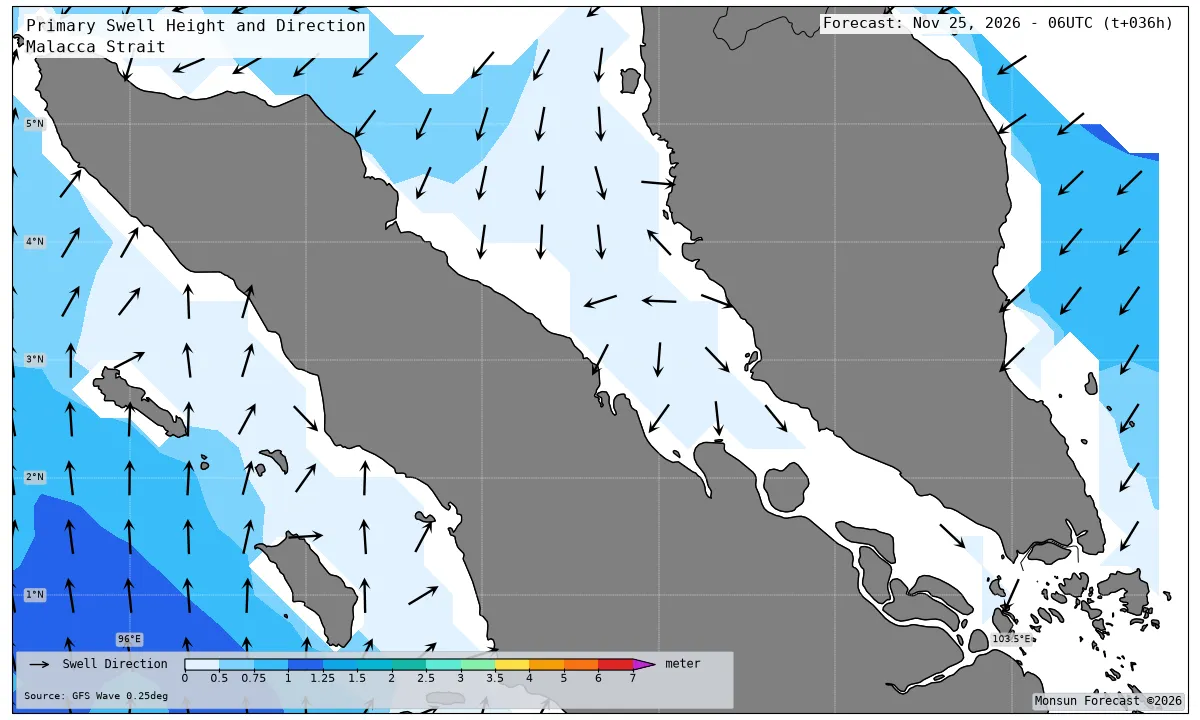 Primary Swell Height and Direction
Malacca Strait
Forecast: Nov 25, 2026 - 06UTC (t+036h)
5°N
4°N
3°N
2°N
1°N
96°E
103.5°E
Swell Direction
0 0.5 0.75 1 1.25 1.5 2 2.5 3 3.5 4 5 6 7
meter
Source: GFS Wave 0.25deg
Monsun Forecast ©2026